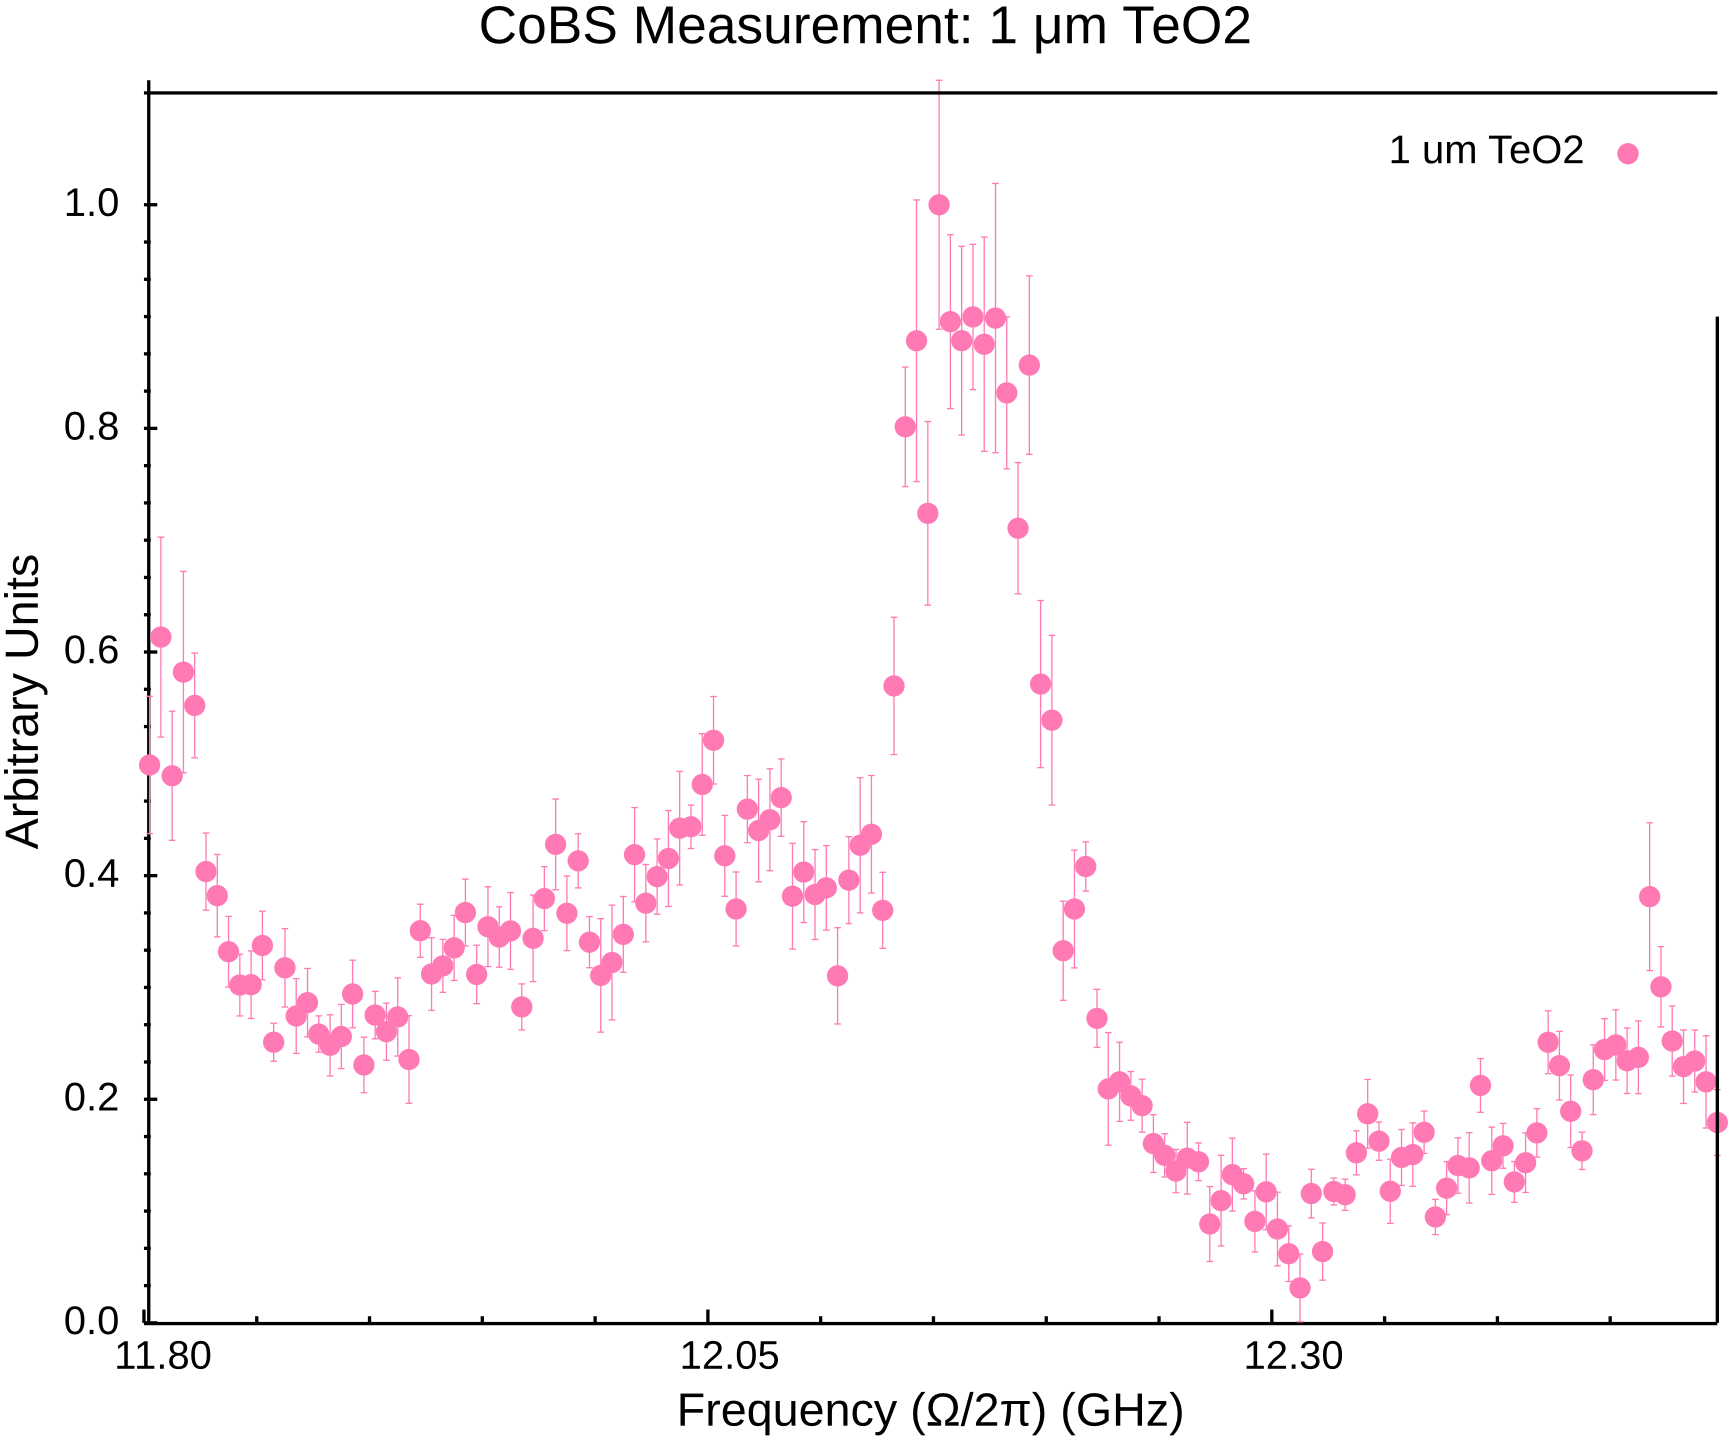 CoBS Measurement: 1 μm TeO2
1 um TeO2
1.0
0.8
0.6
0.4
0.2
0.0
Arbitrary Units
11.80 12.05 12.30
Frequency (Ω/2π) (GHz)